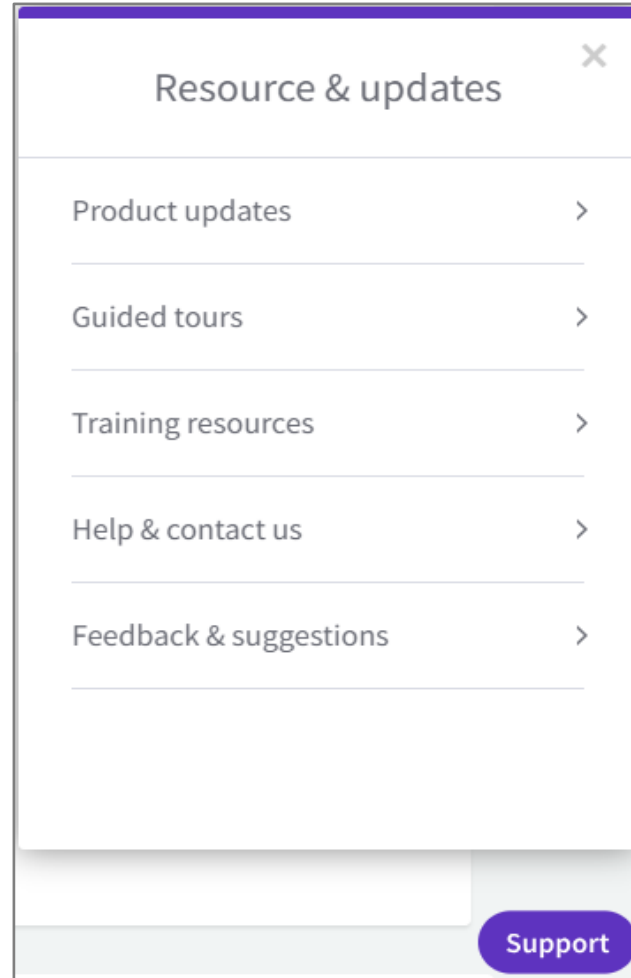 Resource & updates
Product updates
Guided tours
Training resources
Help & contact us
Feedback & suggestions
Support